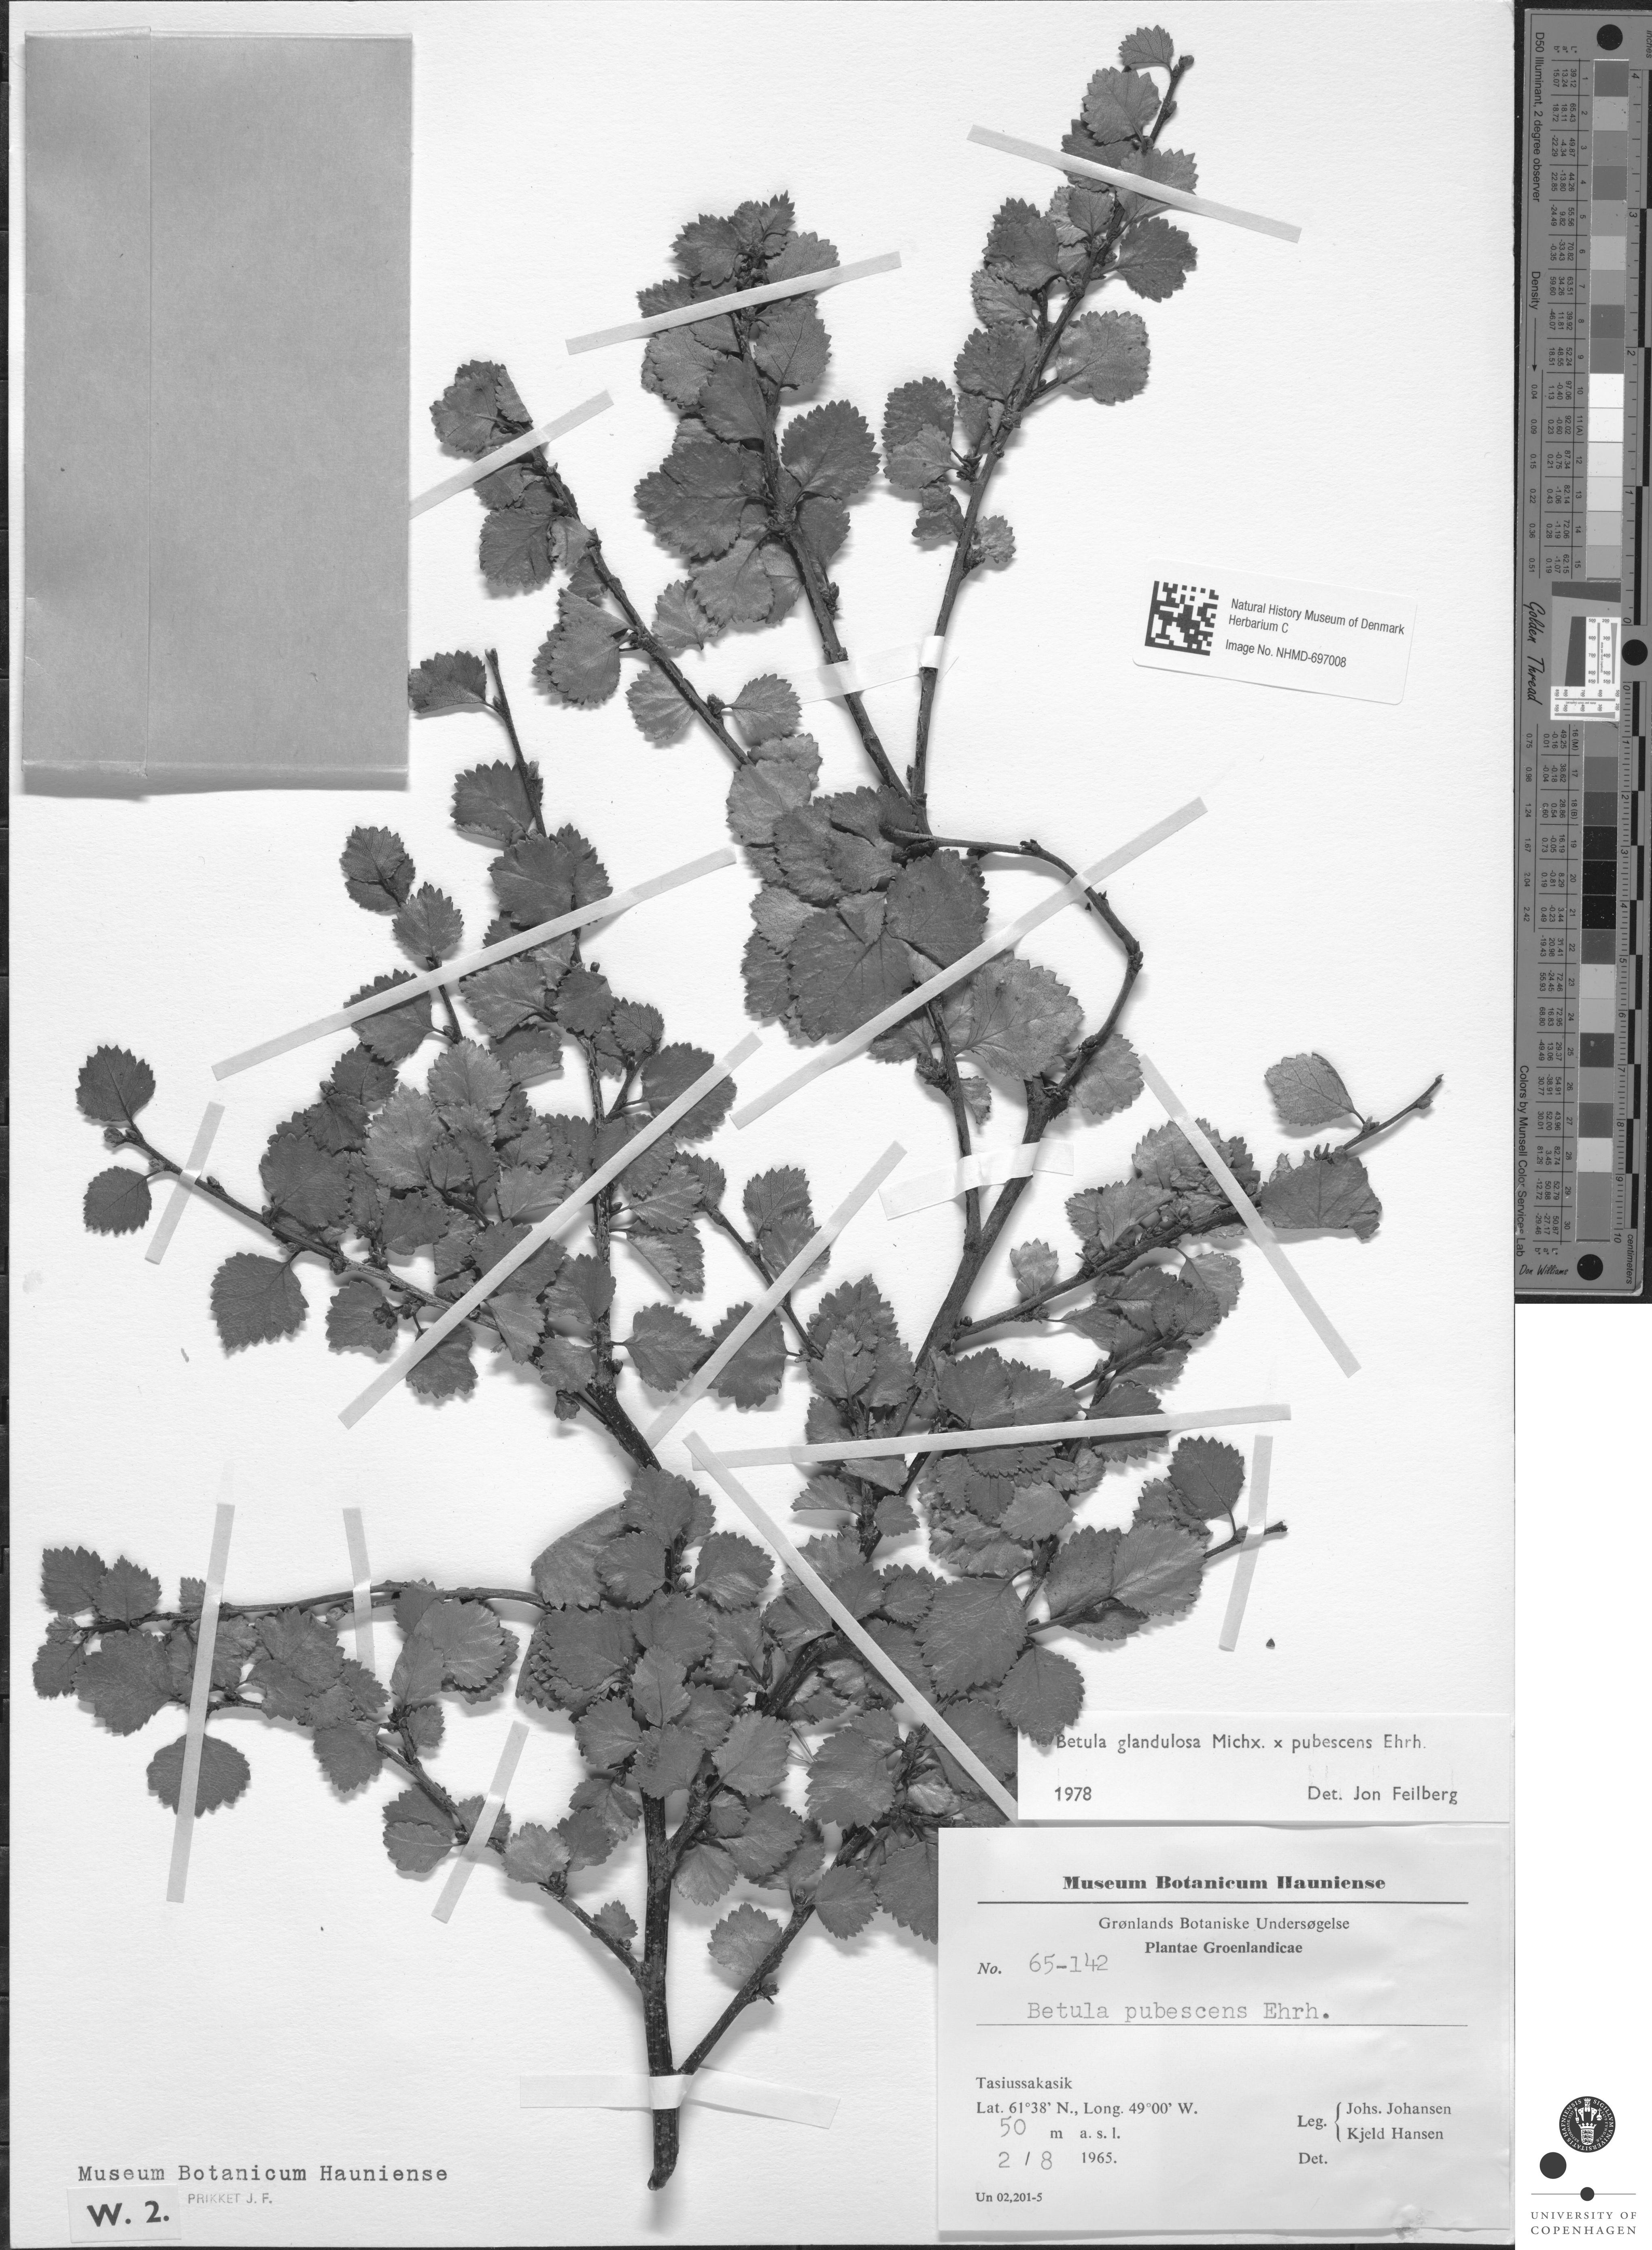 Natural History Museum of Denmark
Herbarium C
Image No. NHMD-697008
Betula glandulosa Michx. x pubescens Ehrh.
1978 Det. Jon Feilberg
Museum Botanicum Hauniense
Grønlands Botaniske Undersøgelse
Plantae Groenlandicae
No. 65-142
Betula pubescens Ehrh.
Tasiussakasik
Lat. 61°38' N., Long. 49°00' W.
50 m a. s. l.
2 / 8 1965.
Leg. { Johs. Johansen
Kjeld Hansen
Det.
Un 02,201-5
Museum Botanicum Hauniense
PRIKKET J. F.
W. 2.
inches
D50 Illuminant, 2 degree observer
Density
Golden Thread
Colors by Munsell Color Services Lab
Don Williams
centimeters
UNIVERSITY OF
COPENHAGEN